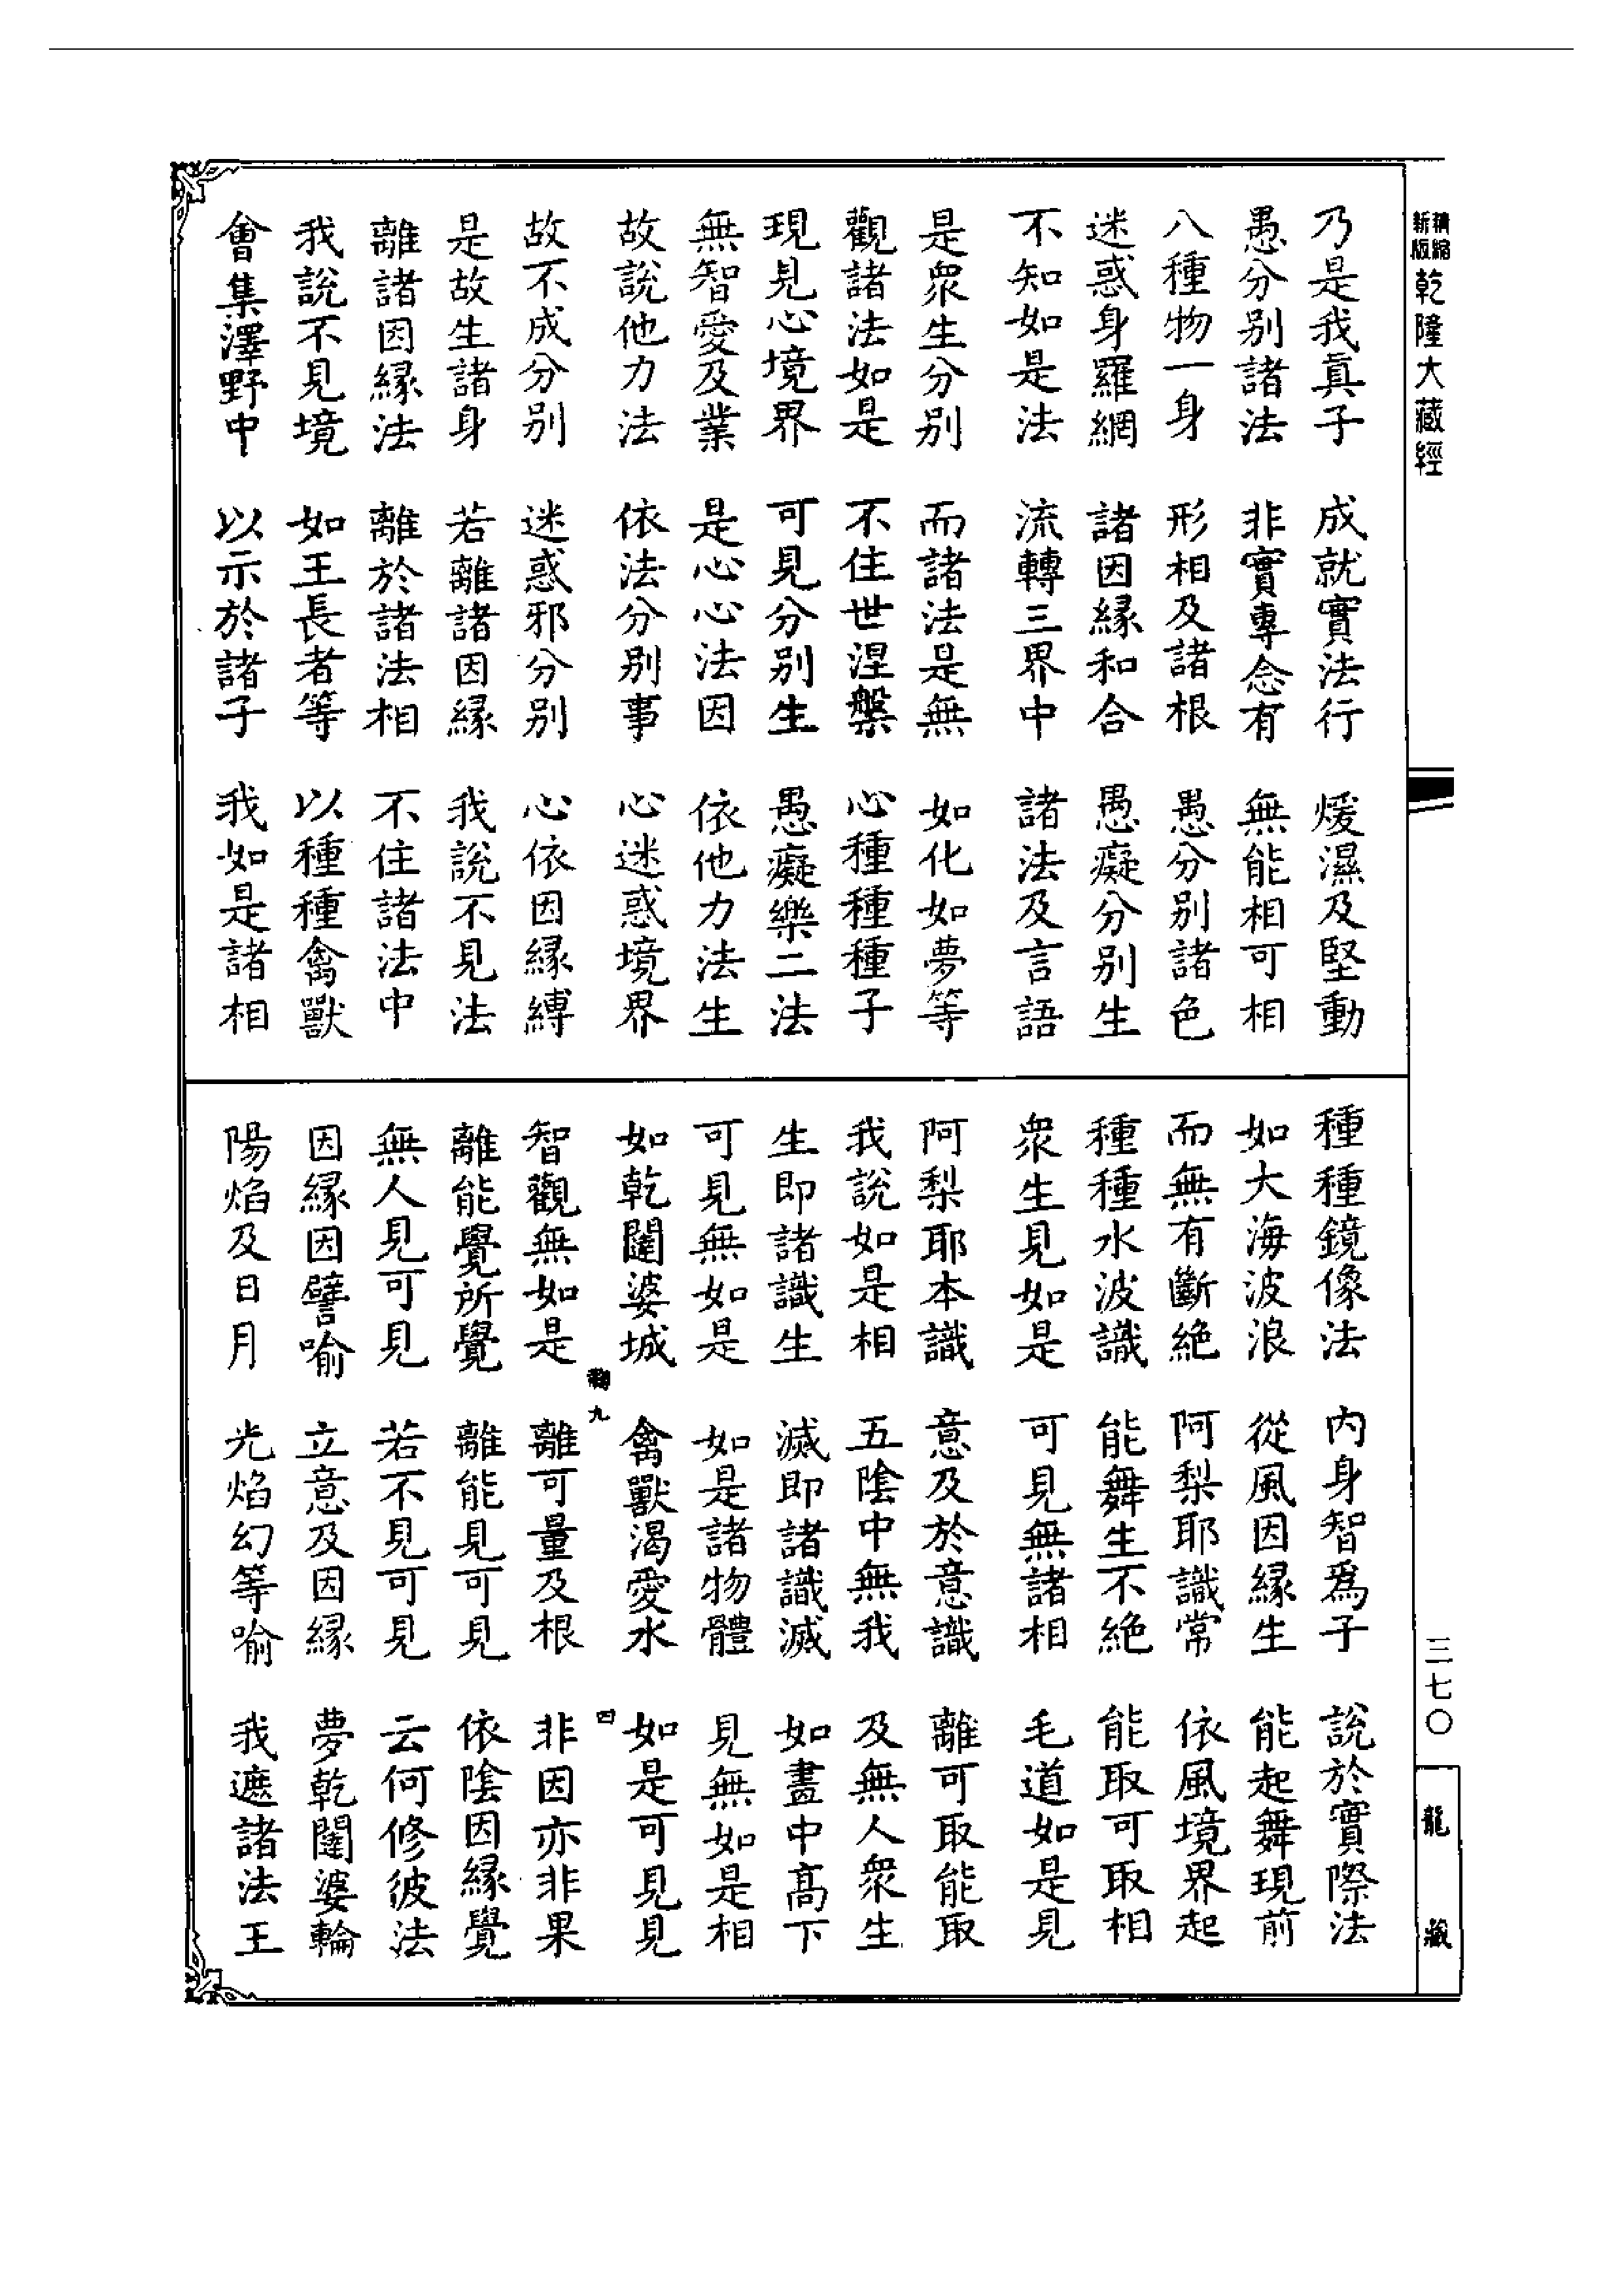 精縮新版 乾隆大藏經
乃是我真子 成就實法行 煖濕及堅動
愚分別諸法 非實專念有 無能相可相
八種物一身 形相及諸根 愚分別諸色
迷惑身羅網 諸因緣和合 愚癡分別生
不知如是法 流轉三界中 諸法及言語
是衆生分別 而諸法是無 如化如夢等
觀諸法如是 不住世涅槃 心種種種子
現見心境界 可見分別生 愚癡樂二法
無智愛及業 是心心法因 依他力法生
故說他力法 依法分別事 心迷惑境界
故不成分別 迷惑邪分別 心依因緣縛
是故生諸身 若離諸因緣 我說不見法
離諸因緣法 離於諸法相 不住諸法中
我說不見境 如王長者等 以種種禽獸
會集澤野中 以示於諸子 我如是諸相
種種鏡像法 内身智爲子 說於實際法
如大海波浪 從風因緣生 能起舞現前
而無有斷絶 阿梨耶識常 依風境界起
種種水波識 能舞生不絶 能取可取相
衆生見如是 可見無諸相 毛道如是見
阿梨耶本識 意及於意識 離可取能取
我說如是相 五陰中無我 及無人衆生
生即諸識生 滅即諸識滅 如畫中高下
可見無如是 如是諸物體 見無如是相
如乾闥婆城 禽獸渴愛水 如是可見見
九 四
智觀無如是 離可量及根 非因亦非果
離能覺所覺 離能見可見 依陰因緣覺
無人見可見 若不見可見 云何修彼法
因緣因譬喻 立意及因緣 夢乾闥婆輪
陽焰及日月 光焰幻等喻 我遮諸法王
三七〇
龍藏